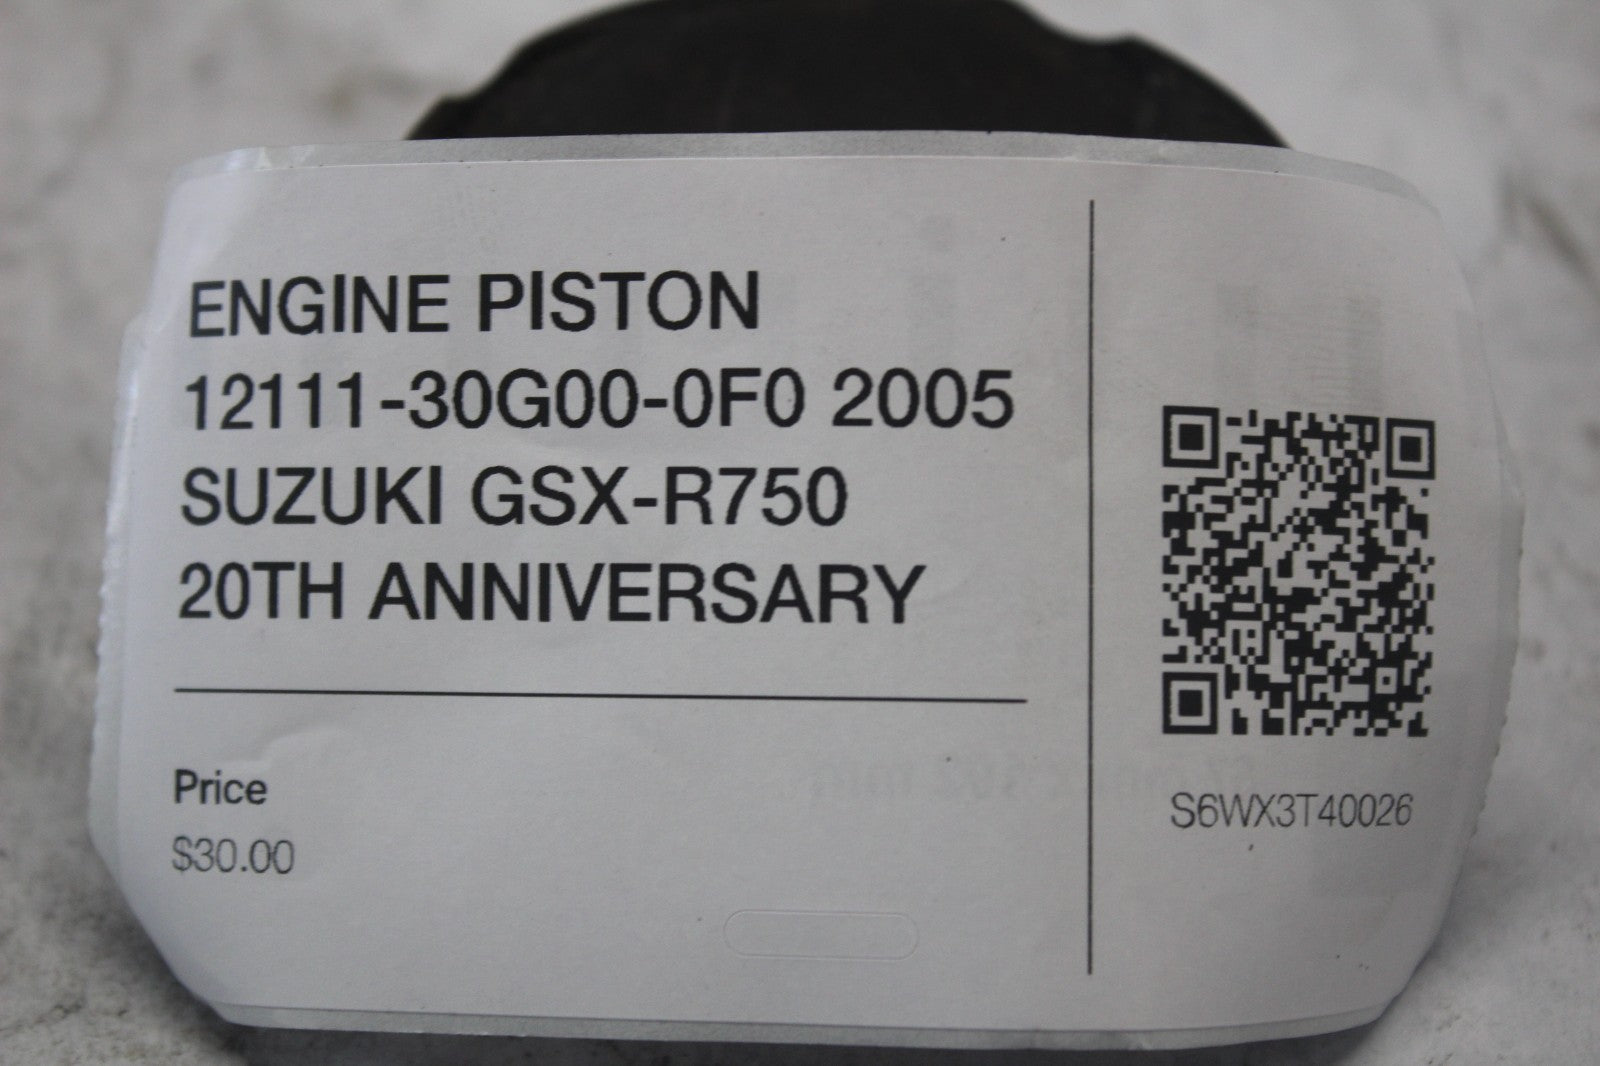 ENGINE PISTON
12111-30G00-0F0 2005
SUZUKI GSX-R750
20TH ANNIVERSARY
Price
$30.00
S6WX3T40026